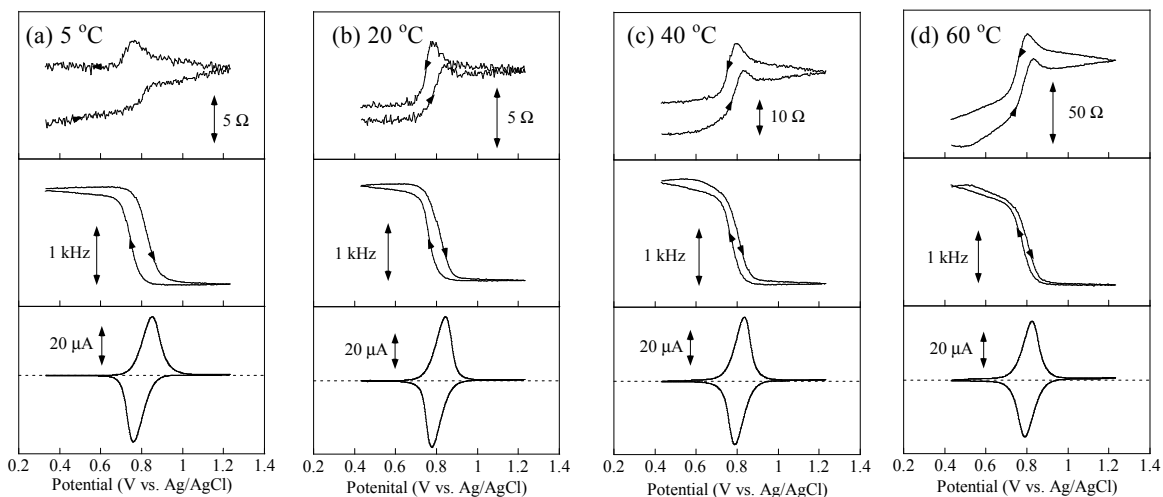 (a) 5 °C
(b) 20 °C
(c) 40 °C
(d) 60 °C
5 Ω
5 Ω
10 Ω
50 Ω
1 kHz
1 kHz
1 kHz
1 kHz
20 µA
20 µA
20 µA
20 µA
0.2 0.4 0.6 0.8 1 1.2 1.4
0.2 0.4 0.6 0.8 1 1.2 1.4
0.2 0.4 0.6 0.8 1 1.2 1.4
0.2 0.4 0.6 0.8 1 1.2 1.4
Potential (V vs. Ag/AgCl)
Potenital (V vs. Ag/AgCl)
Potential (V vs. Ag/AgCl)
Potential (V vs. Ag/AgCl)